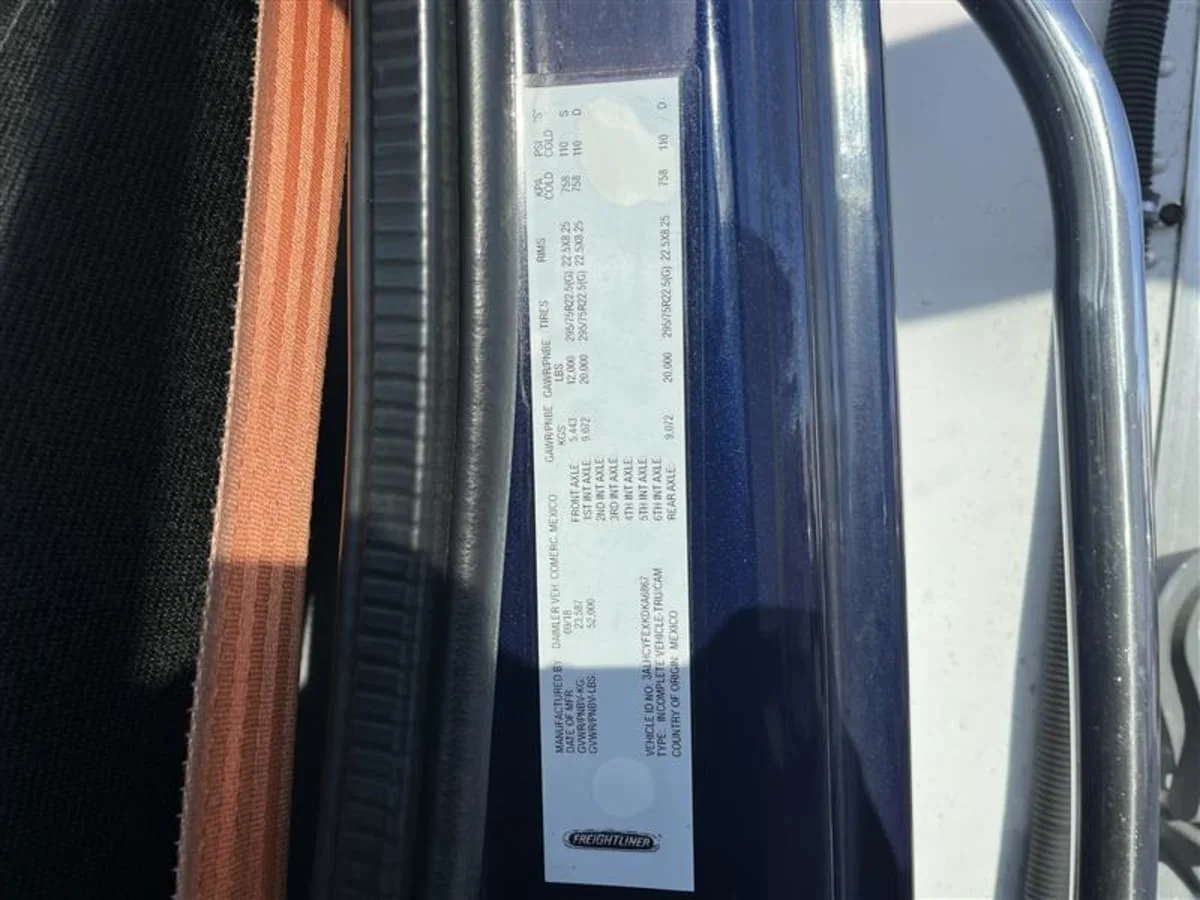 FREIGHTLINER
MANUFACTURED BY: DAIMLER VEH. COMERC. MEXICO
DATE OF MFR: 09/18
GVWR/PNBV-KG: 23,587
GVWR/PNBV-LBS: 52,000
VEHICLE ID NO: 3ALHCYFEXKDKA6867
TYPE: INCOMPLETE VEHICLE-TRU/CAM
COUNTRY OF ORIGIN: MEXICO
GAWR/PNBE KGS GAWR/PNBE LBS TIRES RIMS KPA COLD PSI COLD "S"
FRONT AXLE: 5,443 12,000 295/75R22.5(G) 22.5X8.25 758 110 S
1ST INT AXLE: 9,072 20,000 295/75R22.5(G) 22.5X8.25 758 110 D
2ND INT AXLE:
3RD INT AXLE:
4TH INT AXLE:
5TH INT AXLE:
6TH INT AXLE:
REAR AXLE: 9,072 20,000 295/75R22.5(G) 22.5X8.25 758 110 D